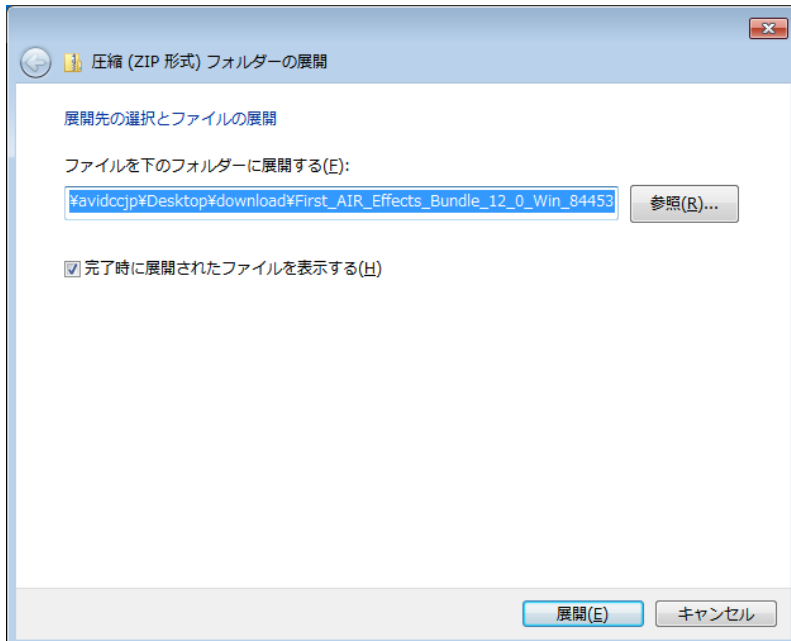 圧縮 (ZIP 形式) フォルダーの展開
展開先の選択とファイルの展開
ファイルを下のフォルダーに展開する(F):
¥avidccjp¥Desktop¥download¥First_AIR_Effects_Bundle_12_0_Win_84453
参照(R)...
完了時に展開されたファイルを表示する(H)
展開(E)
キャンセル